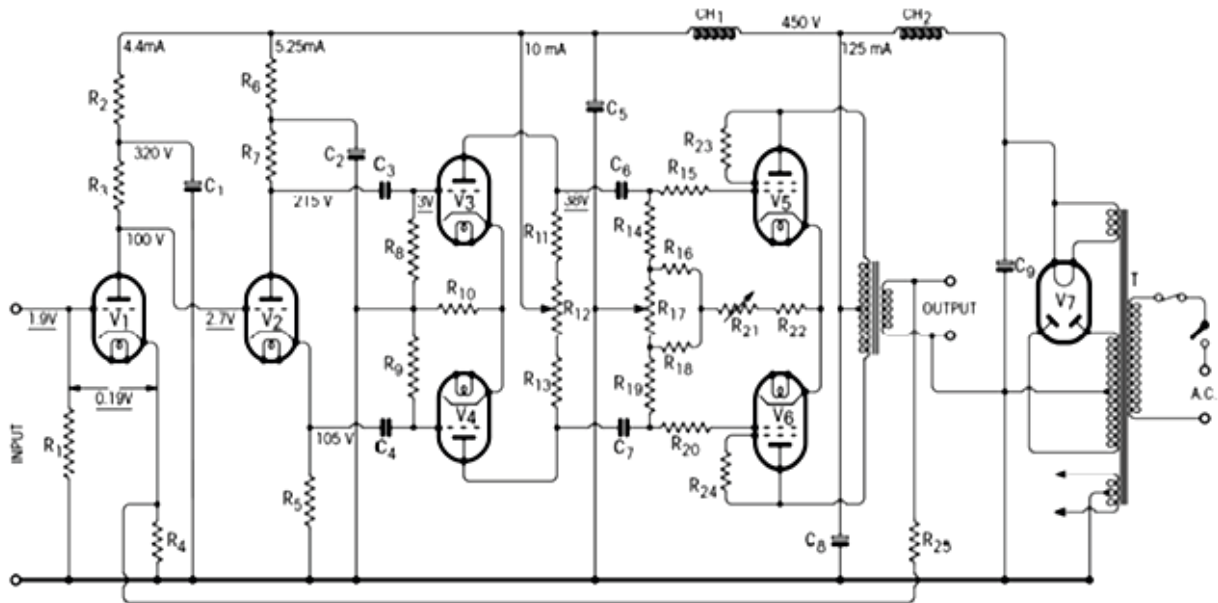 CH1
450 V
CH2
4.4mA
5.25mA
10 mA
125 mA
R2
R6
C5
R23
320 V
R7
C2
C3
C6
R15
R3
C1
V3
V5
215 V
3V
38V
100 V
R8
R11
R14
R16
C9
V7
T
R10
R12
R17
R21
R22
OUTPUT
1.9V
V1
2.7V
V2
R9
R13
R18
R19
A.C.
0.19V
V4
V6
R1
INPUT
105 V
C4
C7
R20
R5
R24
R4
C8
R25